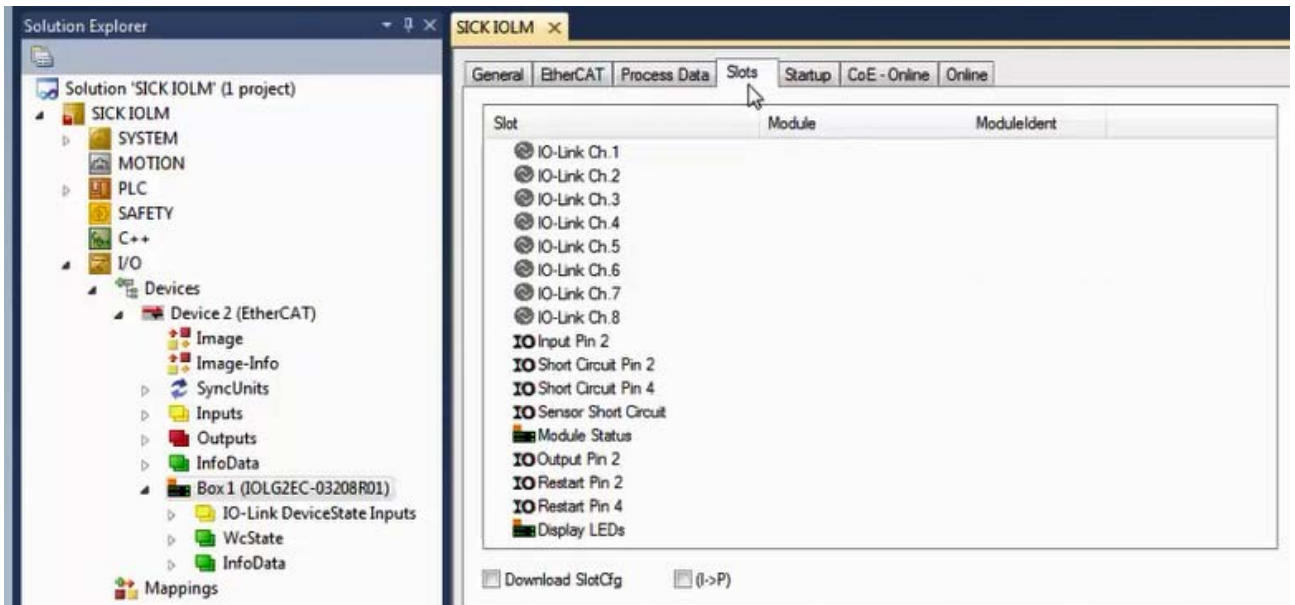 Solution Explorer
Solution 'SICK IOLM' (1 project)
SICK IOLM
SYSTEM
MOTION
PLC
SAFETY
C++
I/O
Devices
Device 2 (EtherCAT)
Image
Image-Info
SyncUnits
Inputs
Outputs
InfoData
Box 1 (IOLG2EC-03208R01)
IO-Link DeviceState Inputs
WcState
InfoData
Mappings
SICK IOLM
General EtherCAT Process Data Slots Startup CoE - Online Online
Slot Module ModuleIdent
IO-Link Ch.1
IO-Link Ch.2
IO-Link Ch.3
IO-Link Ch.4
IO-Link Ch.5
IO-Link Ch.6
IO-Link Ch.7
IO-Link Ch.8
IO Input Pin 2
IO Short Circuit Pin 2
IO Short Circuit Pin 4
IO Sensor Short Circuit
Module Status
IO Output Pin 2
IO Restart Pin 2
IO Restart Pin 4
Display LEDs
Download SlotCfg (I->P)